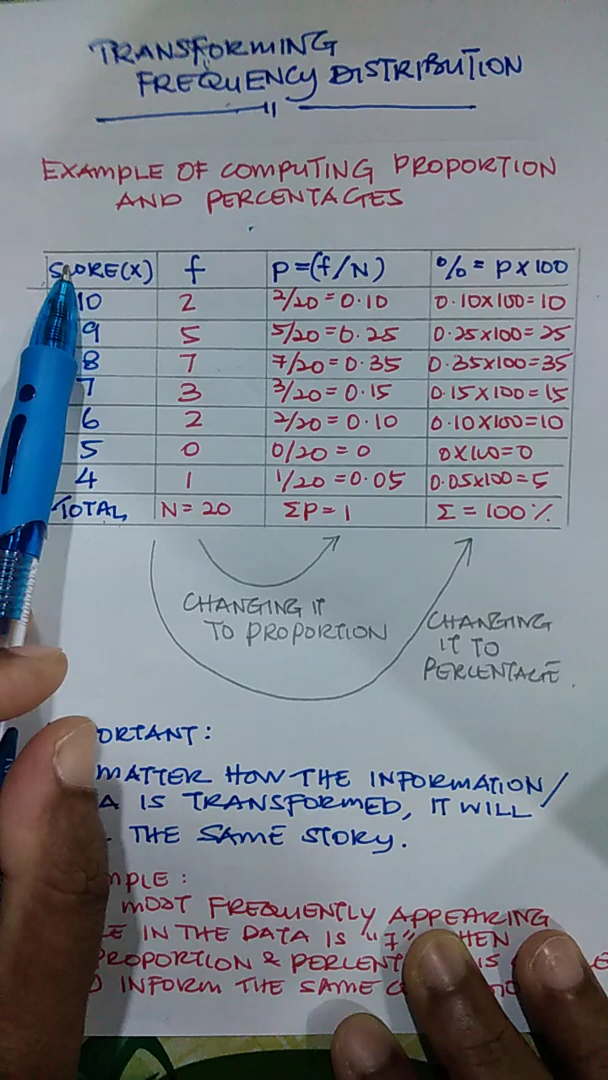 TRANSFORMING
FREQUENCY DISTRIBUTION
EXAMPLE OF COMPUTING PROPORTION
AND PERCENTAGES
SCORE(X) f P=(f/N) %=PX100
10 2 2/20=0.10 0.10X100=10
9 5 5/20=0.25 0.25X100=25
8 7 7/20=0.35 0.35X100=35
7 3 3/20=0.15 0.15X100=15
6 2 2/20=0.10 0.10X100=10
5 0 0/20=0 0X100=0
4 1 1/20=0.05 0.05X100=5
TOTAL N=20 ΣP=1 Σ=100%
CHANGING IT
TO PROPORTION
CHANGING
IT TO
PERCENTAGE.
ORTANT:
MATTER HOW THE INFORMATION/
A IS TRANSFORMED, IT WILL
THE SAME STORY.
MPLE:
MOST FREQUENTLY APPEARING
E IN THE DATA IS "7" HEN
PROPORTION & PERCENT IS
INFORM THE SAME